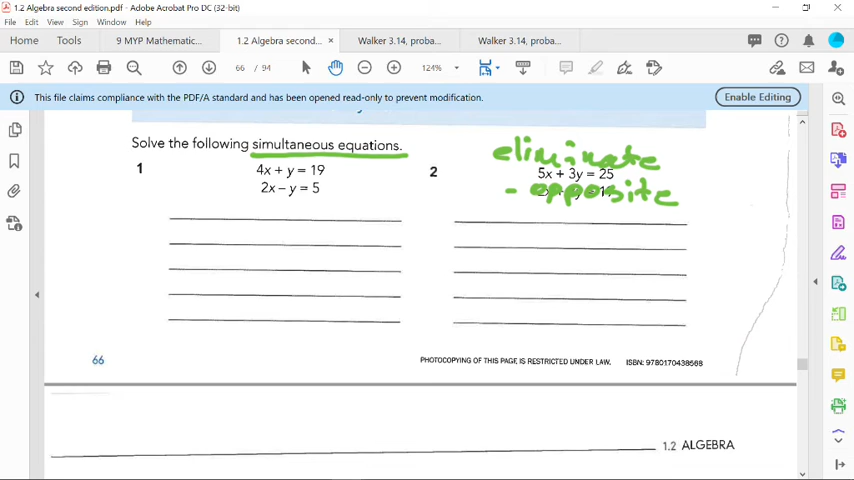 1.2 Algebra second edition.pdf - Adobe Acrobat Pro DC (32-bit)
File Edit View Sign Window Help
Home Tools 9 MYP Mathematic... 1.2 Algebra second... × Walker 3.14, proba... Walker 3.14, proba...
66 / 94 124%
This file claims compliance with the PDF/A standard and has been opened read-only to prevent modification. Enable Editing
Solve the following simultaneous equations.
eliminate
1 4x + y = 19 2 5x + 3y = 25
2x – y = 5
- opposite
66 PHOTOCOPYING OF THIS PAGE IS RESTRICTED UNDER LAW. ISBN: 9780170438568
1.2 ALGEBRA